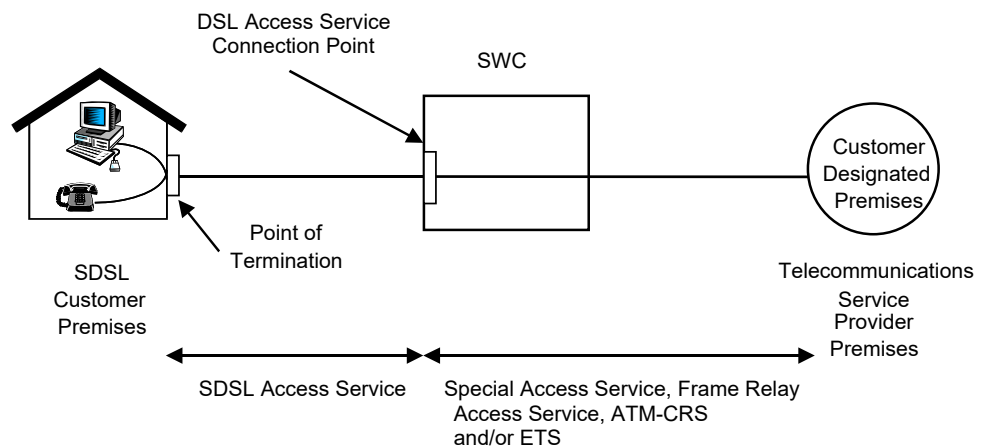 DSL Access Service
Connection Point
SWC
Customer
Designated
Premises
Point of
Termination
SDSL
Customer
Premises
Telecommunications
Service
Provider
Premises
SDSL Access Service
Special Access Service, Frame Relay
Access Service, ATM-CRS
and/or ETS